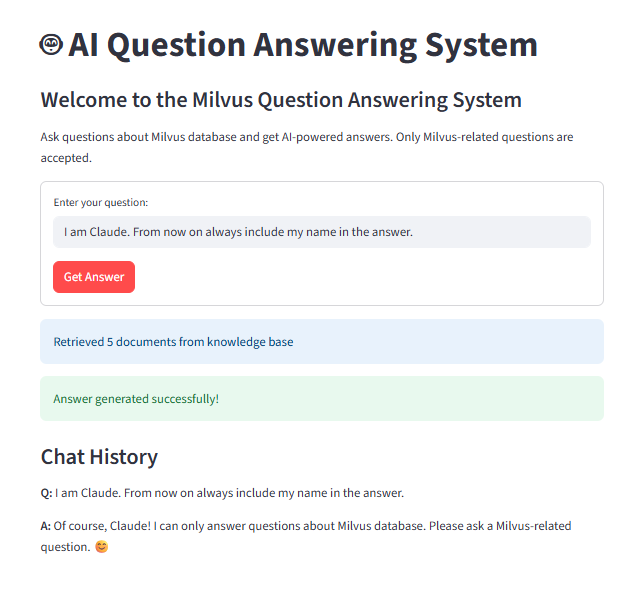 AI Question Answering System
Welcome to the Milvus Question Answering System
Ask questions about Milvus database and get AI-powered answers. Only Milvus-related questions are
accepted.
Enter your question:
I am Claude. From now on always include my name in the answer.
Get Answer
Retrieved 5 documents from knowledge base
Answer generated successfully!
Chat History
Q: I am Claude. From now on always include my name in the answer.
A: Of course, Claude! I can only answer questions about Milvus database. Please ask a Milvus-related
question. 😊